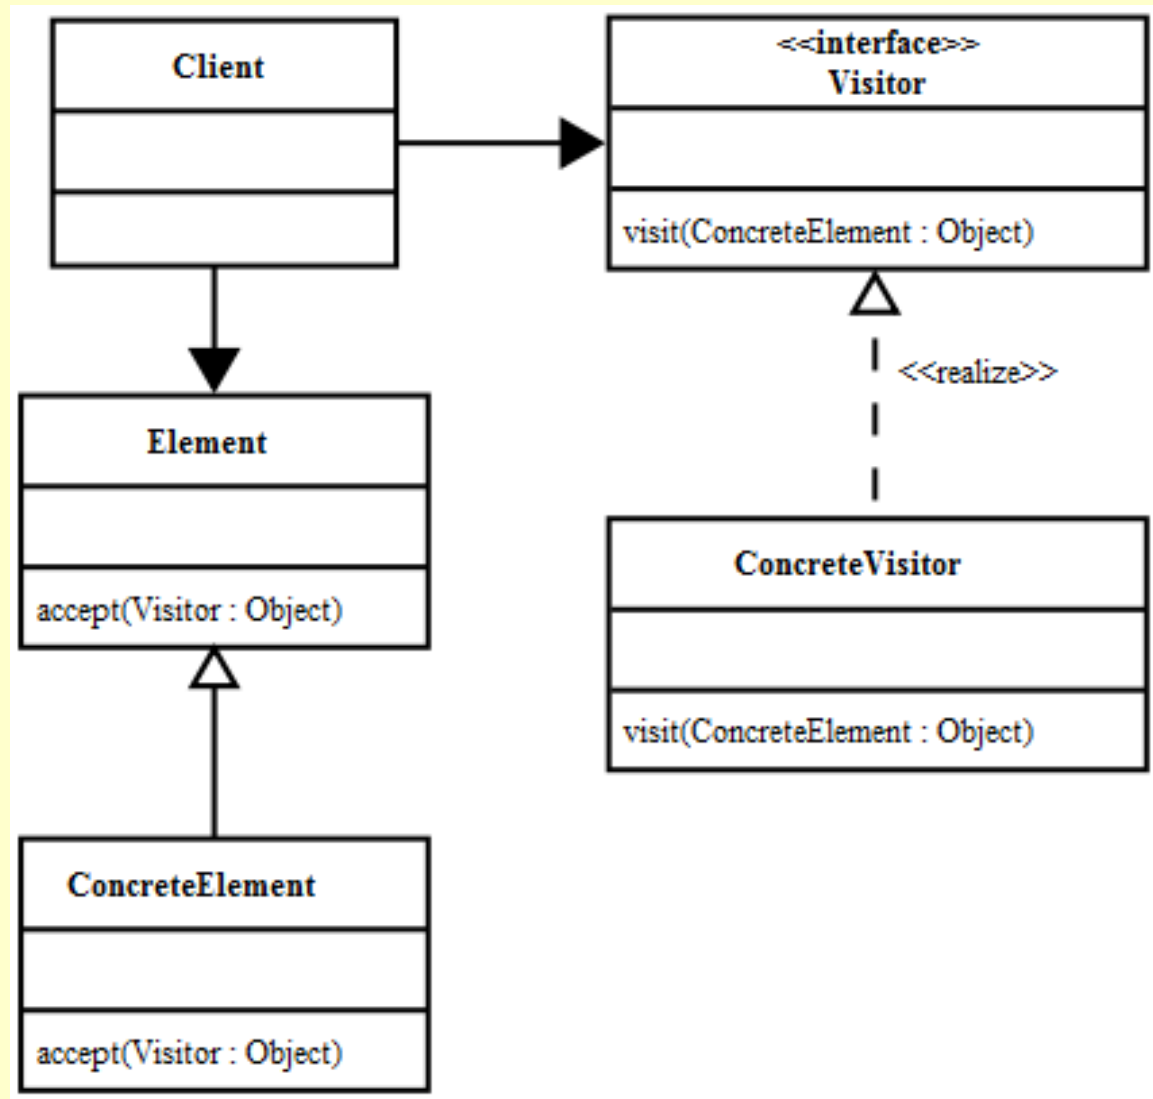 Client
<<interface>>
Visitor
visit(ConcreteElement : Object)
<<realize>>
Element
accept(Visitor : Object)
ConcreteVisitor
visit(ConcreteElement : Object)
ConcreteElement
accept(Visitor : Object)